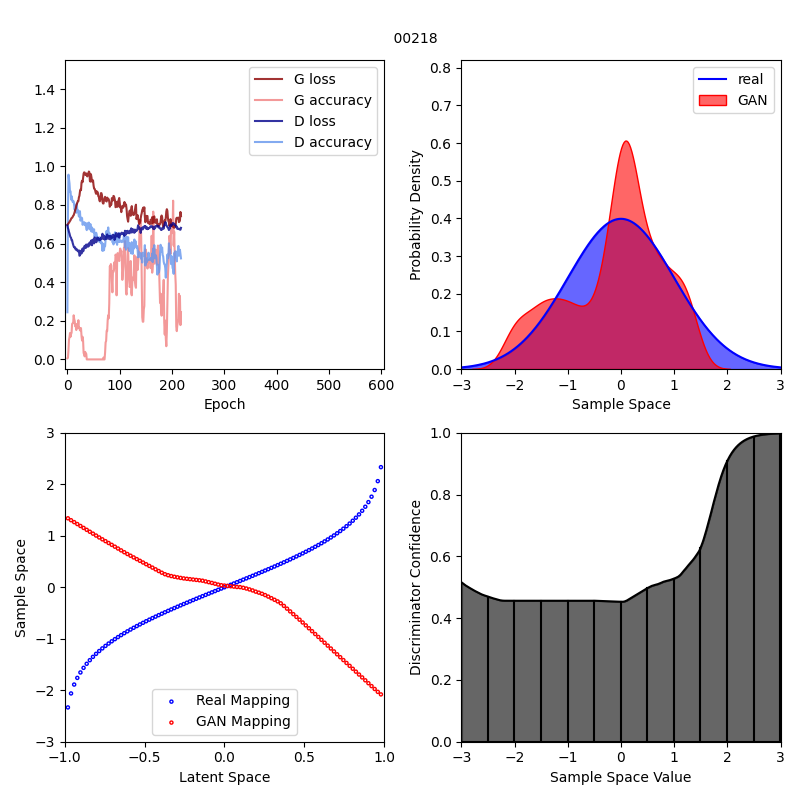 00218
G loss
G accuracy
D loss
D accuracy
1.4
1.2
1.0
0.8
0.6
0.4
0.2
0.0
0 100 200 300 400 500 600
Epoch
real
GAN
Probability Density
0.8
0.7
0.6
0.5
0.4
0.3
0.2
0.1
0.0
−3 −2 −1 0 1 2 3
Sample Space
Sample Space
3
2
1
0
−1
−2
−3
Real Mapping
GAN Mapping
−1.0 −0.5 0.0 0.5 1.0
Latent Space
Discriminator Confidence
1.0
0.8
0.6
0.4
0.2
0.0
−3 −2 −1 0 1 2 3
Sample Space Value